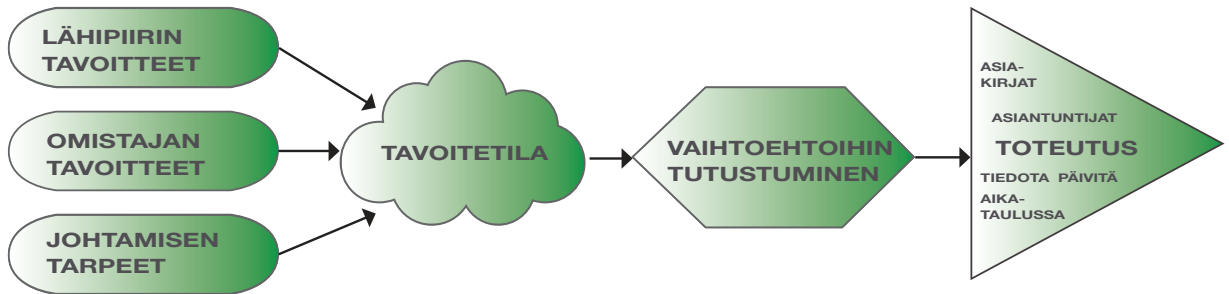 LÄHIPIIRIN
TAVOITTEET
OMISTAJAN
TAVOITTEET
JOHTAMISEN
TARPEET
TAVOITETILA
VAIHTOEHTOIHIN
TUTUSTUMINEN
ASIA-
KIRJAT
ASIANTUNTIJAT
TOTEUTUS
TIEDOTA PÄIVITÄ
AIKA-
TAULUSSA